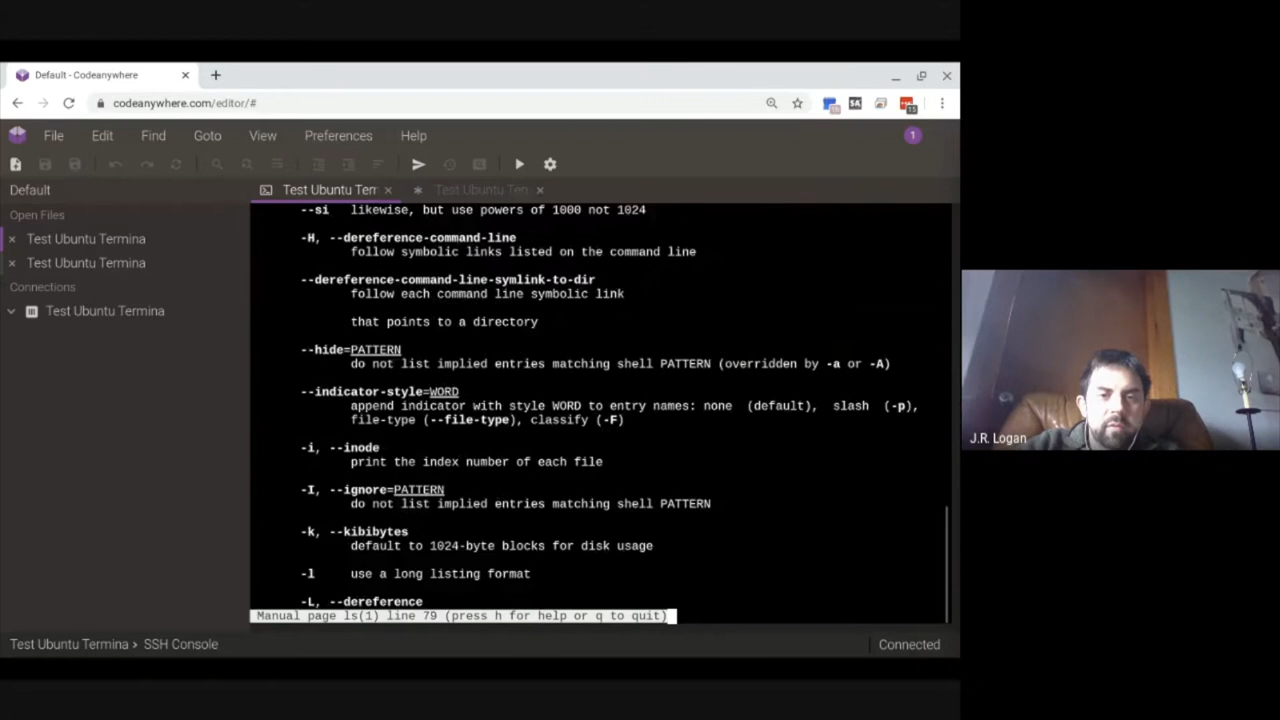 Default - Codeanywhere
codeanywhere.com/editor/#
File Edit Find Goto View Preferences Help
1
Default
Test Ubuntu Terr
Test Ubuntu Ten
Open Files
Test Ubuntu Termina
Test Ubuntu Termina
Connections
Test Ubuntu Termina
--si likewise, but use powers of 1000 not 1024
-H, --dereference-command-line
follow symbolic links listed on the command line
--dereference-command-line-symlink-to-dir
follow each command line symbolic link
that points to a directory
--hide=PATTERN
do not list implied entries matching shell PATTERN (overridden by -a or -A)
--indicator-style=WORD
append indicator with style WORD to entry names: none (default), slash (-p),
file-type (--file-type), classify (-F)
-i, --inode
print the index number of each file
-I, --ignore=PATTERN
do not list implied entries matching shell PATTERN
-k, --kibibytes
default to 1024-byte blocks for disk usage
-l use a long listing format
-L, --dereference
Manual page ls(1) line 79 (press h for help or q to quit)
Test Ubuntu Termina › SSH Console
Connected
J.R. Logan